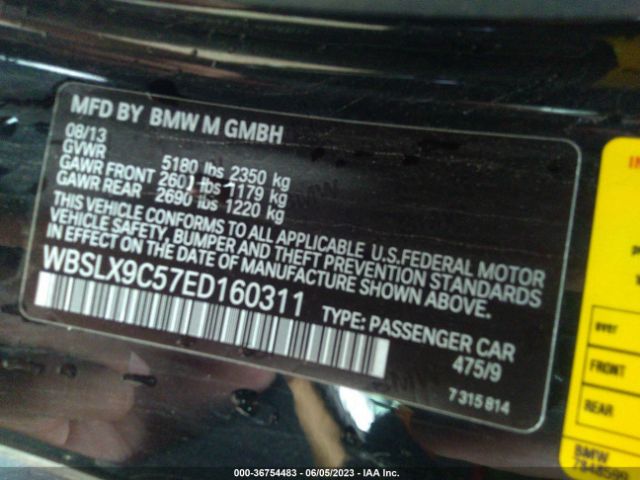 MFD BY BMW M GMBH
08/13
GVWR 5180 lbs 2350 kg
GAWR FRONT 2601 lbs 1179 kg
GAWR REAR 2690 lbs 1220 kg
THIS VEHICLE CONFORMS TO ALL APPLICABLE U.S.FEDERAL MOTOR
VEHICLE SAFETY, BUMPER AND THEFT PREVENTION STANDARDS
IN EFFECT ON THE DATE OF MANUFACTURE SHOWN ABOVE.
WBSLX9C57ED160311
TYPE: PASSENGER CAR
475/9
7 315 814
over
FRONT
REAR
BMW
000-36754483 - 06/05/2023 - IAA Inc.